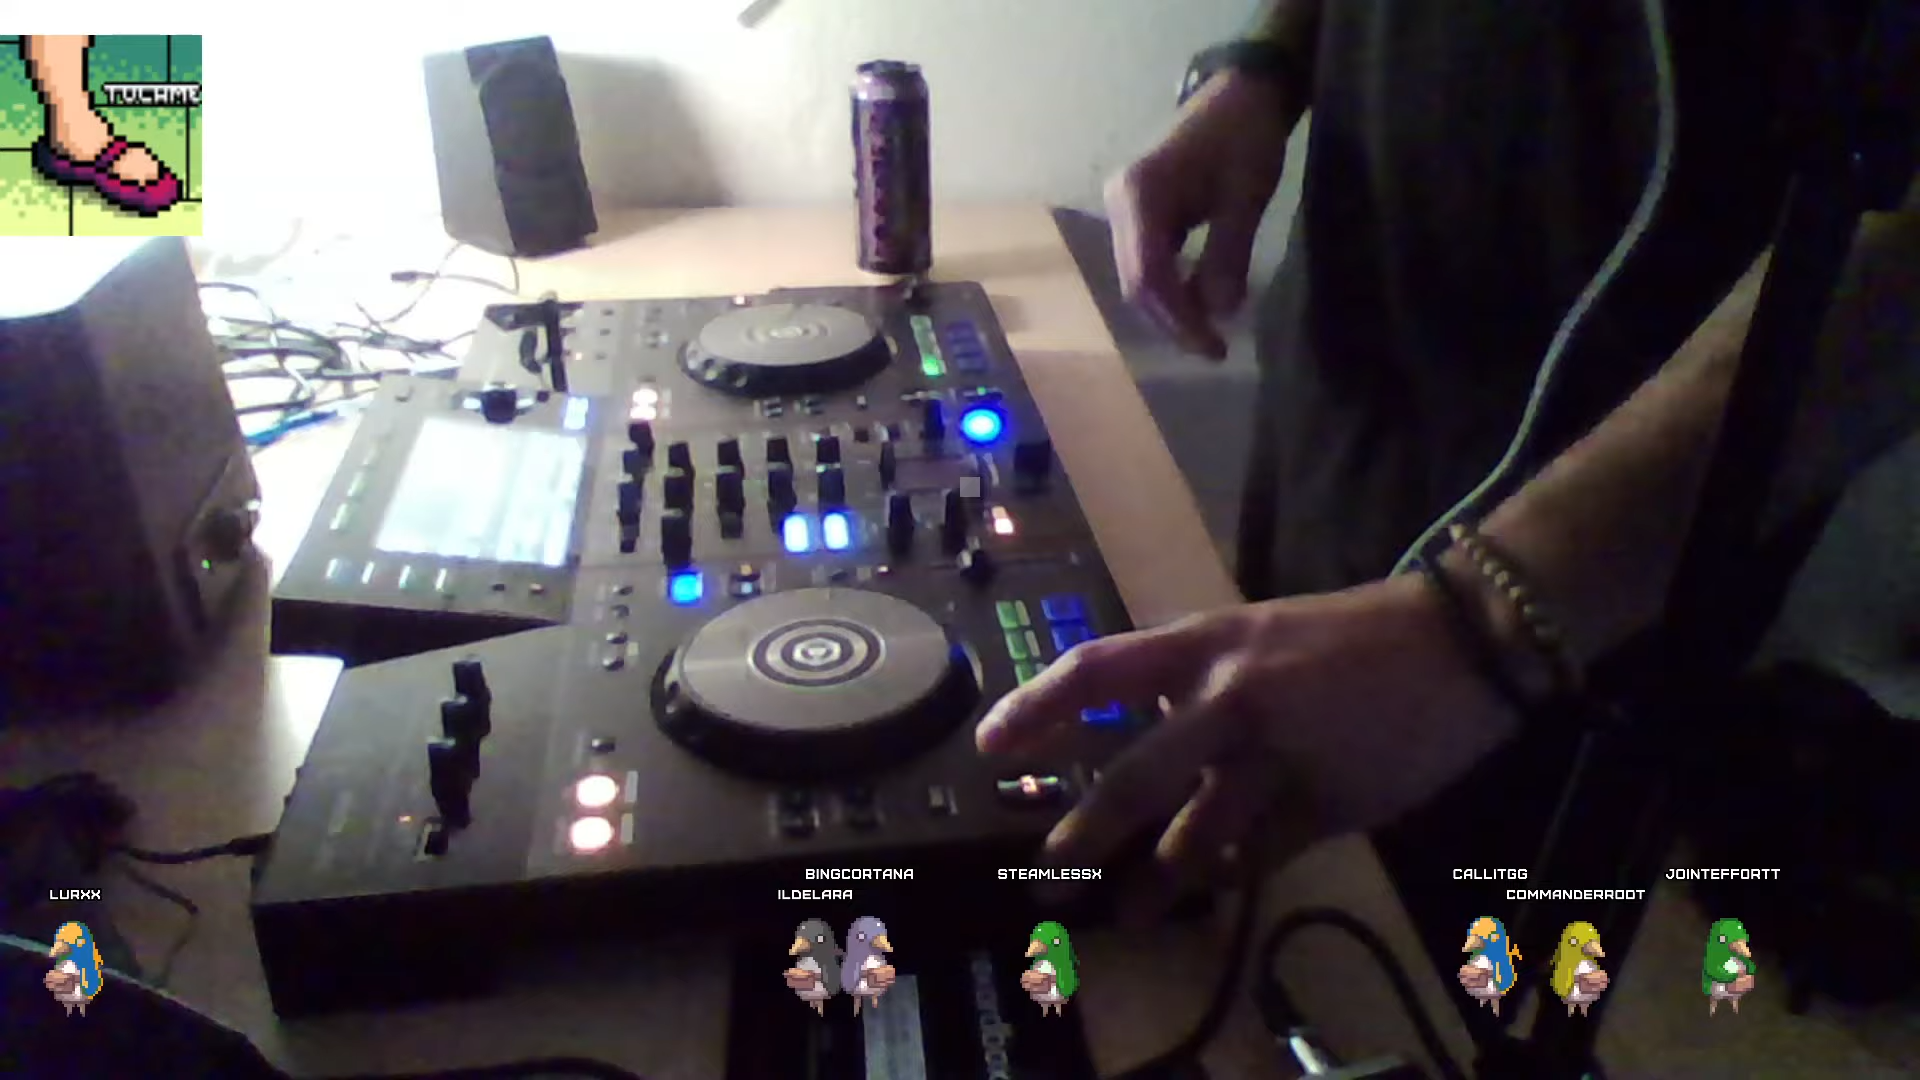 TOCAME
BINGCORTANA
STEAMLESSX
CALLITGG
JOINTEFFORTT
LURXX
ILDELARA
COMMANDERROOT